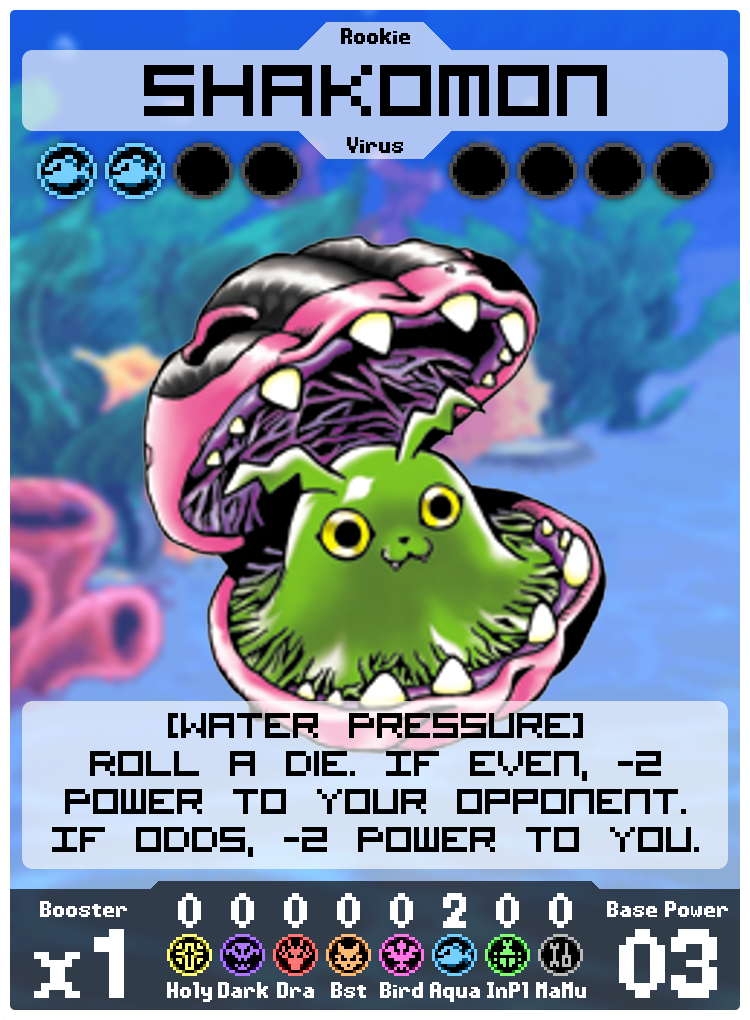 Rookie
SHAKOMON
Virus
[WATER PRESSURE]
ROLL A DIE. IF EVEN, -2
POWER TO YOUR OPPONENT.
IF ODDS, -2 POWER TO YOU.
Booster
x1
0 0 0 0 0 2 0 0
Holy Dark Dra Bst Bird Aqua InPl MaMu
Base Power
03